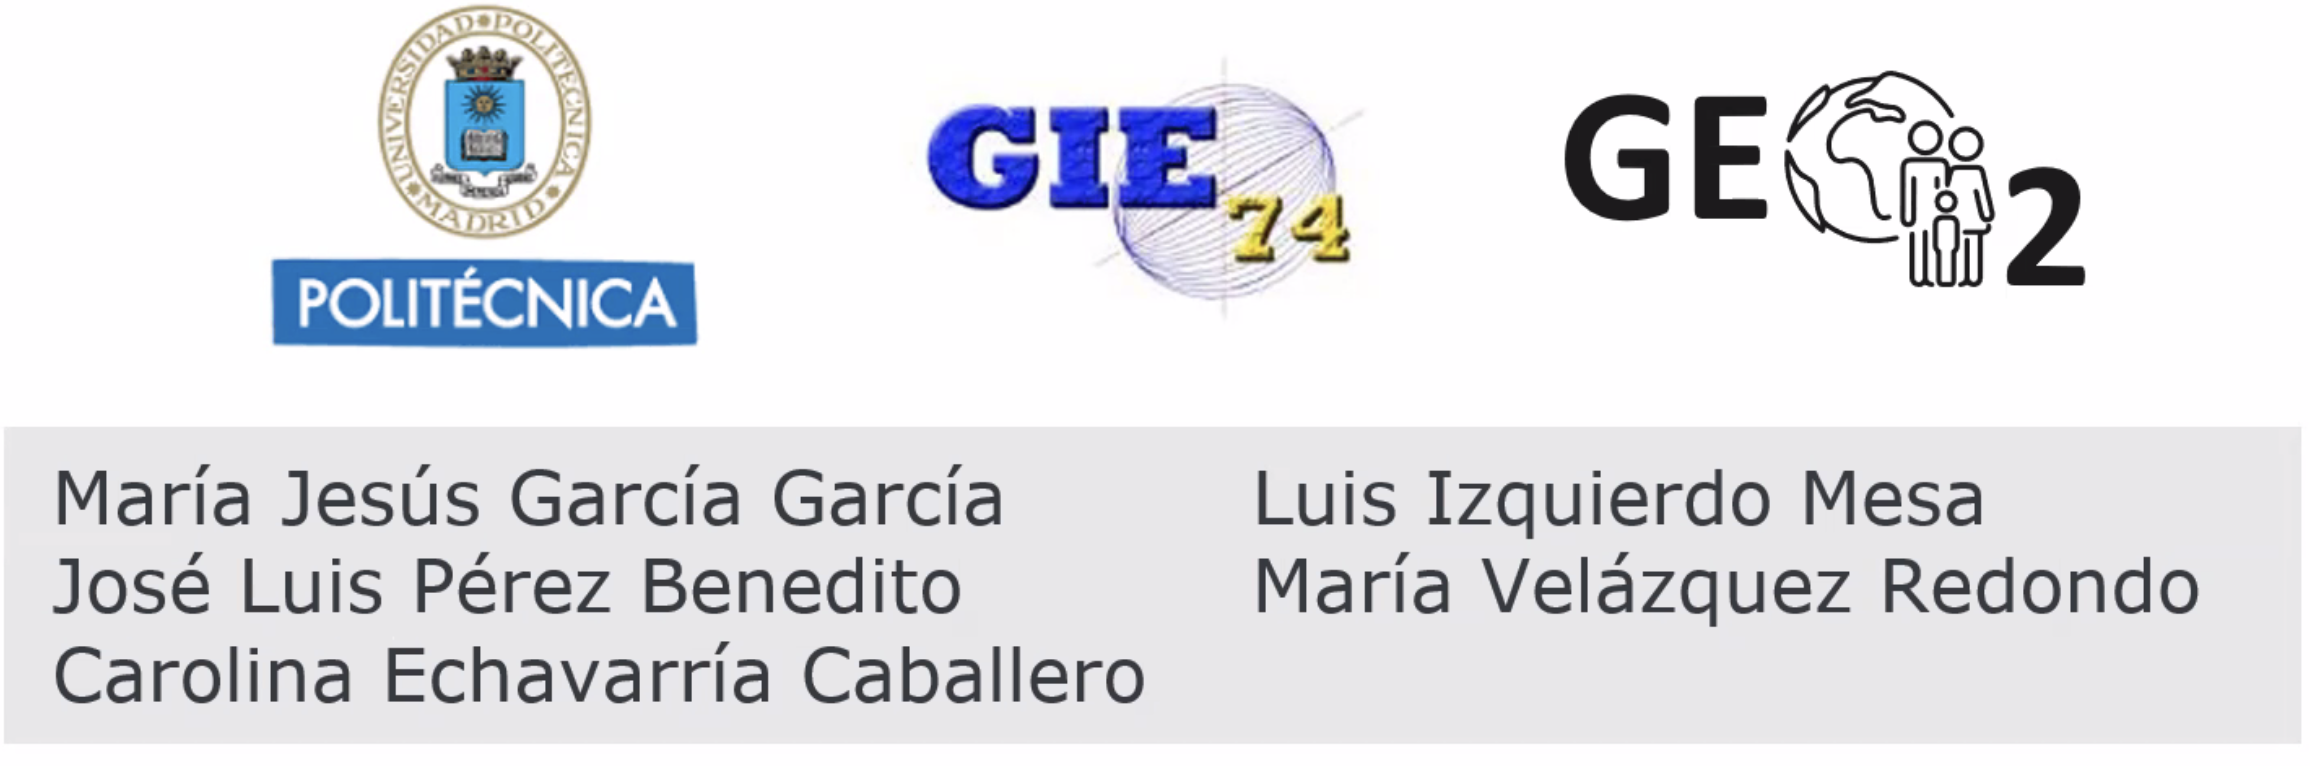 UNIVERSIDAD POLITÉCNICA
MADRID
POLITÉCNICA
GIE
74
GE 2
María Jesús García García
José Luis Pérez Benedito
Carolina Echavarría Caballero
Luis Izquierdo Mesa
María Velázquez Redondo